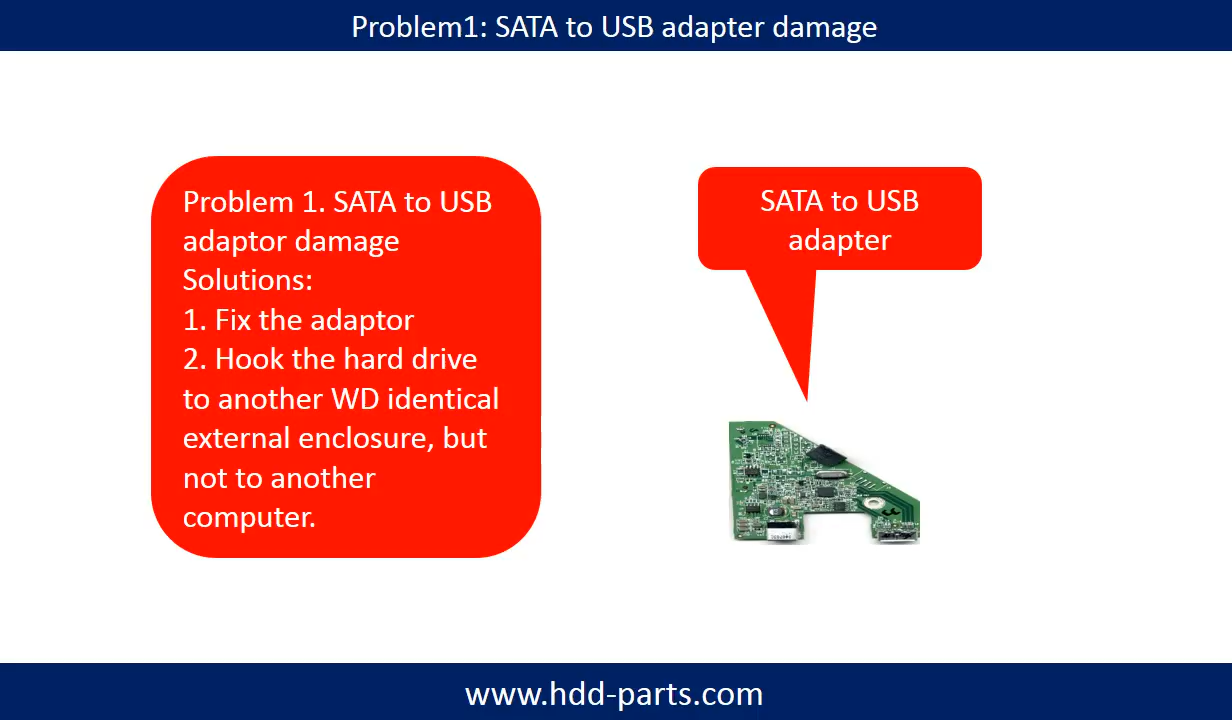 Problem1: SATA to USB adapter damage
Problem 1. SATA to USB
adaptor damage
Solutions:
1. Fix the adaptor
2. Hook the hard drive
to another WD identical
external enclosure, but
not to another
computer.
SATA to USB
adapter
www.hdd-parts.com